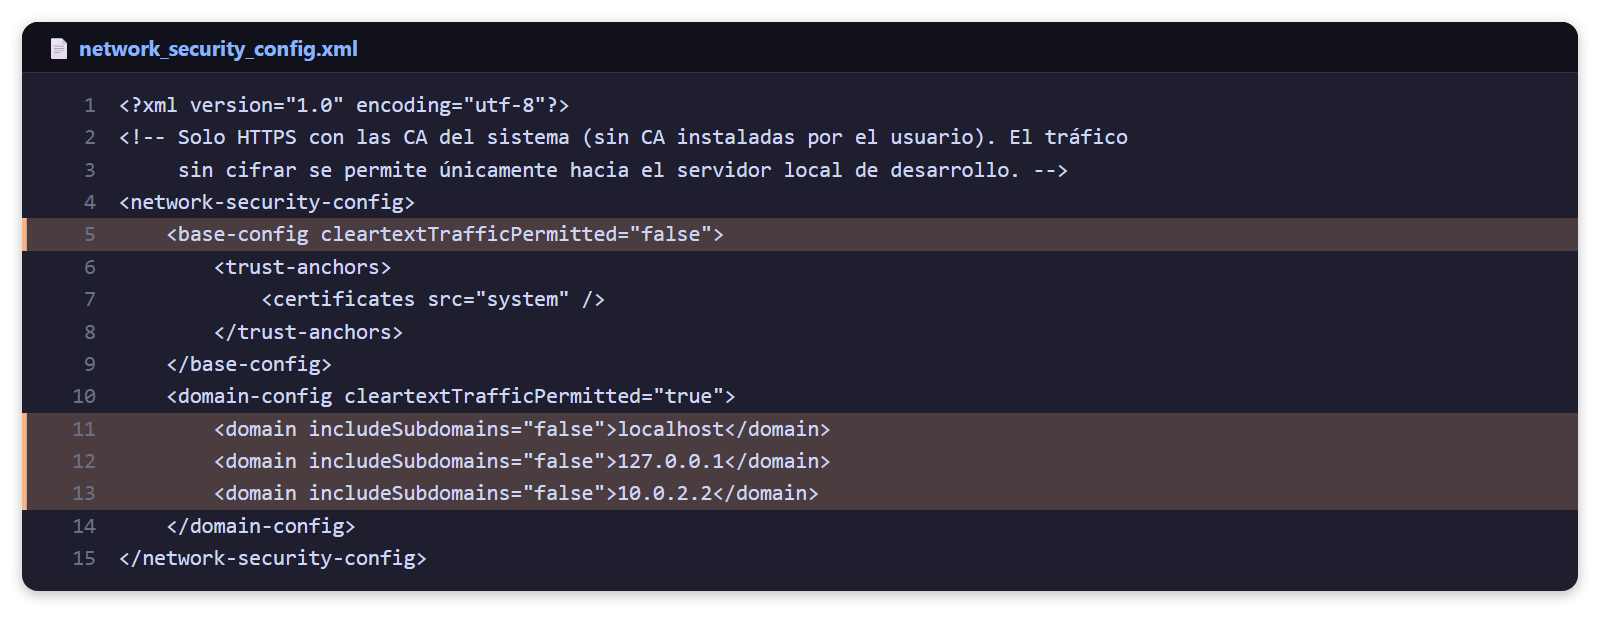 network_security_config.xml
1 <?xml version="1.0" encoding="utf-8"?>
2 <!-- Solo HTTPS con las CA del sistema (sin CA instaladas por el usuario). El tráfico
3 sin cifrar se permite únicamente hacia el servidor local de desarrollo. -->
4 <network-security-config>
5 <base-config cleartextTrafficPermitted="false">
6 <trust-anchors>
7 <certificates src="system" />
8 </trust-anchors>
9 </base-config>
10 <domain-config cleartextTrafficPermitted="true">
11 <domain includeSubdomains="false">localhost</domain>
12 <domain includeSubdomains="false">127.0.0.1</domain>
13 <domain includeSubdomains="false">10.0.2.2</domain>
14 </domain-config>
15 </network-security-config>